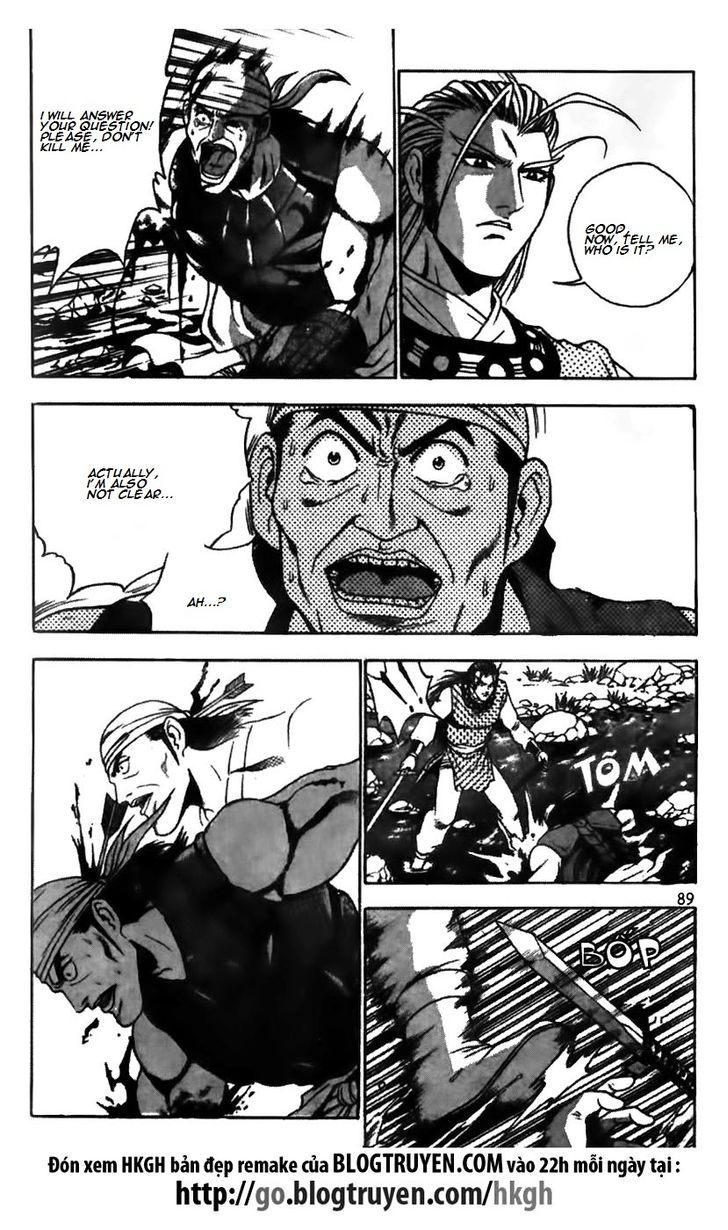 I WILL ANSWER
YOUR QUESTION!
PLEASE, DON'T
KILL ME...
GOOD,
NOW, TELL ME,
WHO IS IT?
ACTUALLY,
I'M ALSO
NOT CLEAR...
AH...?
TÕM
89
BỐP
Đón xem HKGH bản đẹp remake của BLOGTRUYEN.COM vào 22h mỗi ngày tại :
http://go.blogtruyen.com/hkgh